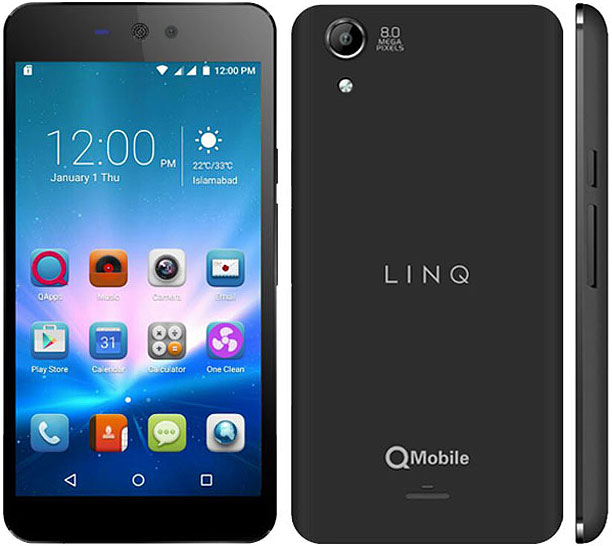 12:00 PM
12:00 PM
January 1 Thu
22℃/33℃
Islamabad
QApps
Music
Camera
Email
31
Play Store
Calendar
Calculator
One Clean
8.0
MEGA
PIXELS
LINQ
QMobile